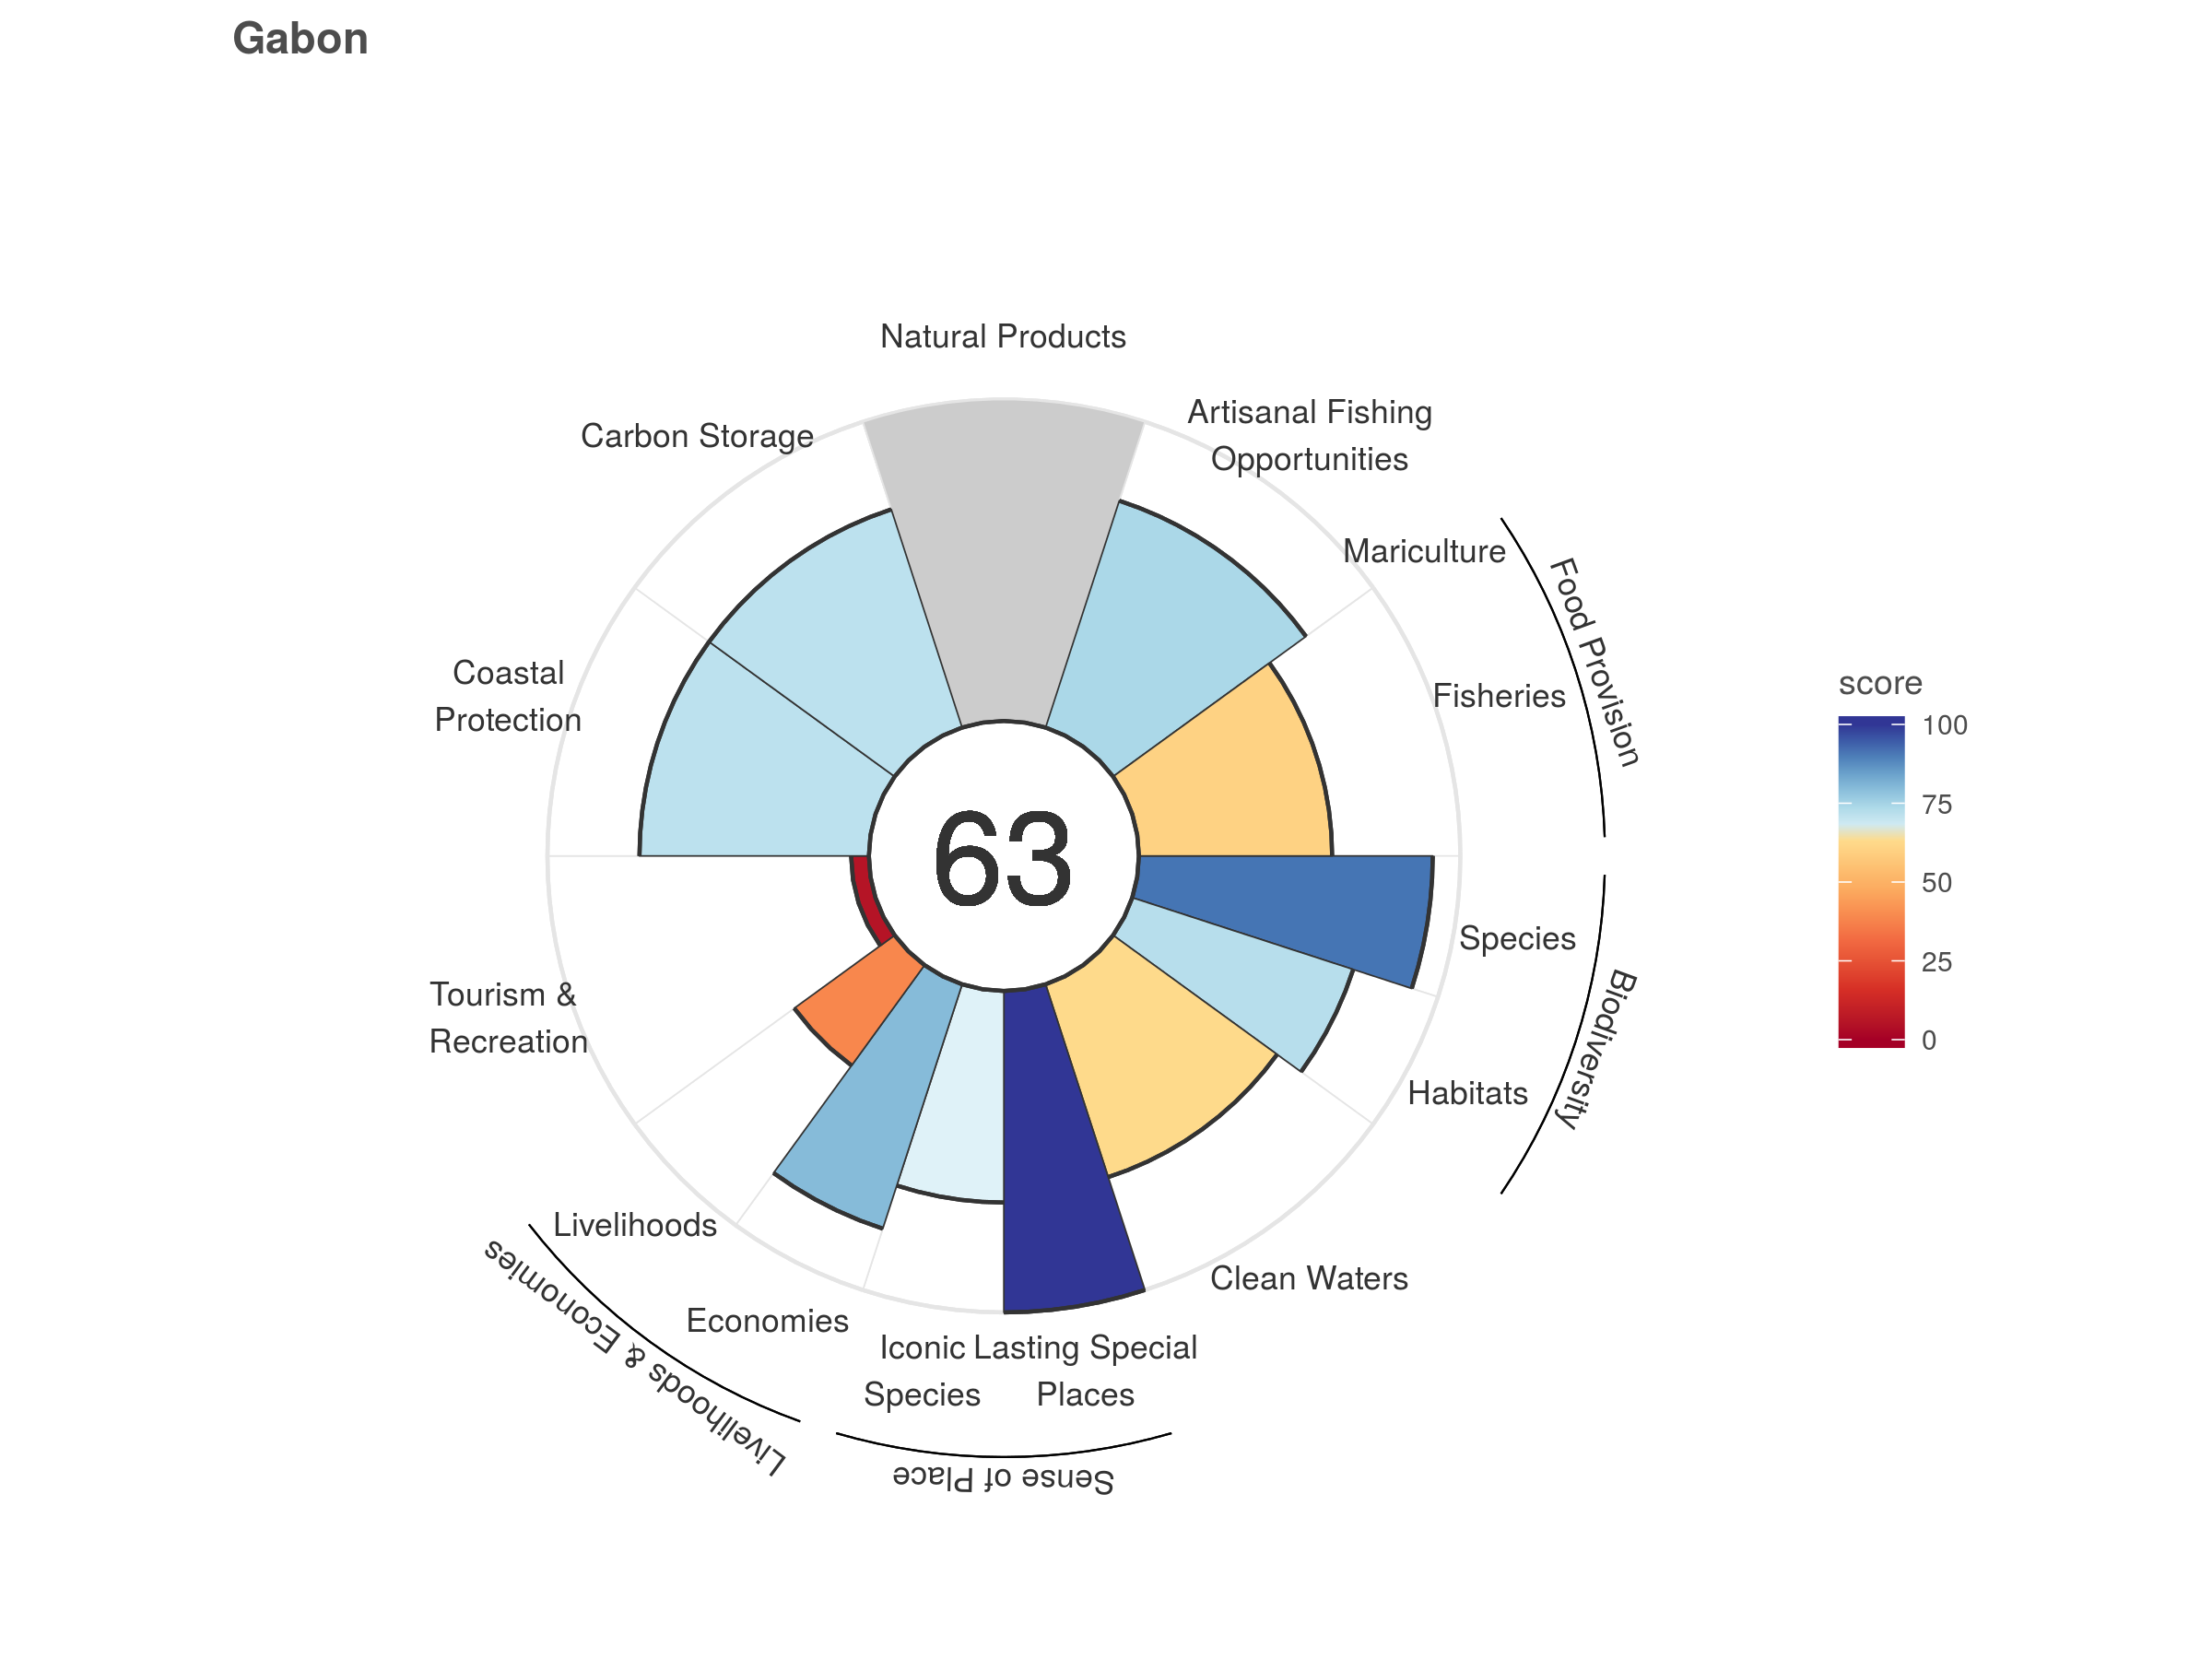 Gabon
Natural Products
Artisanal Fishing
Opportunities
Carbon Storage
Mariculture
Food Provision
Fisheries
Coastal
Protection
score
100
75
50
25
0
63
Species
Biodiversity
Habitats
Tourism &
Recreation
Livelihoods
Clean Waters
Livelihoods & Economies
Economies
Iconic
Species
Lasting Special
Places
Sense of Place